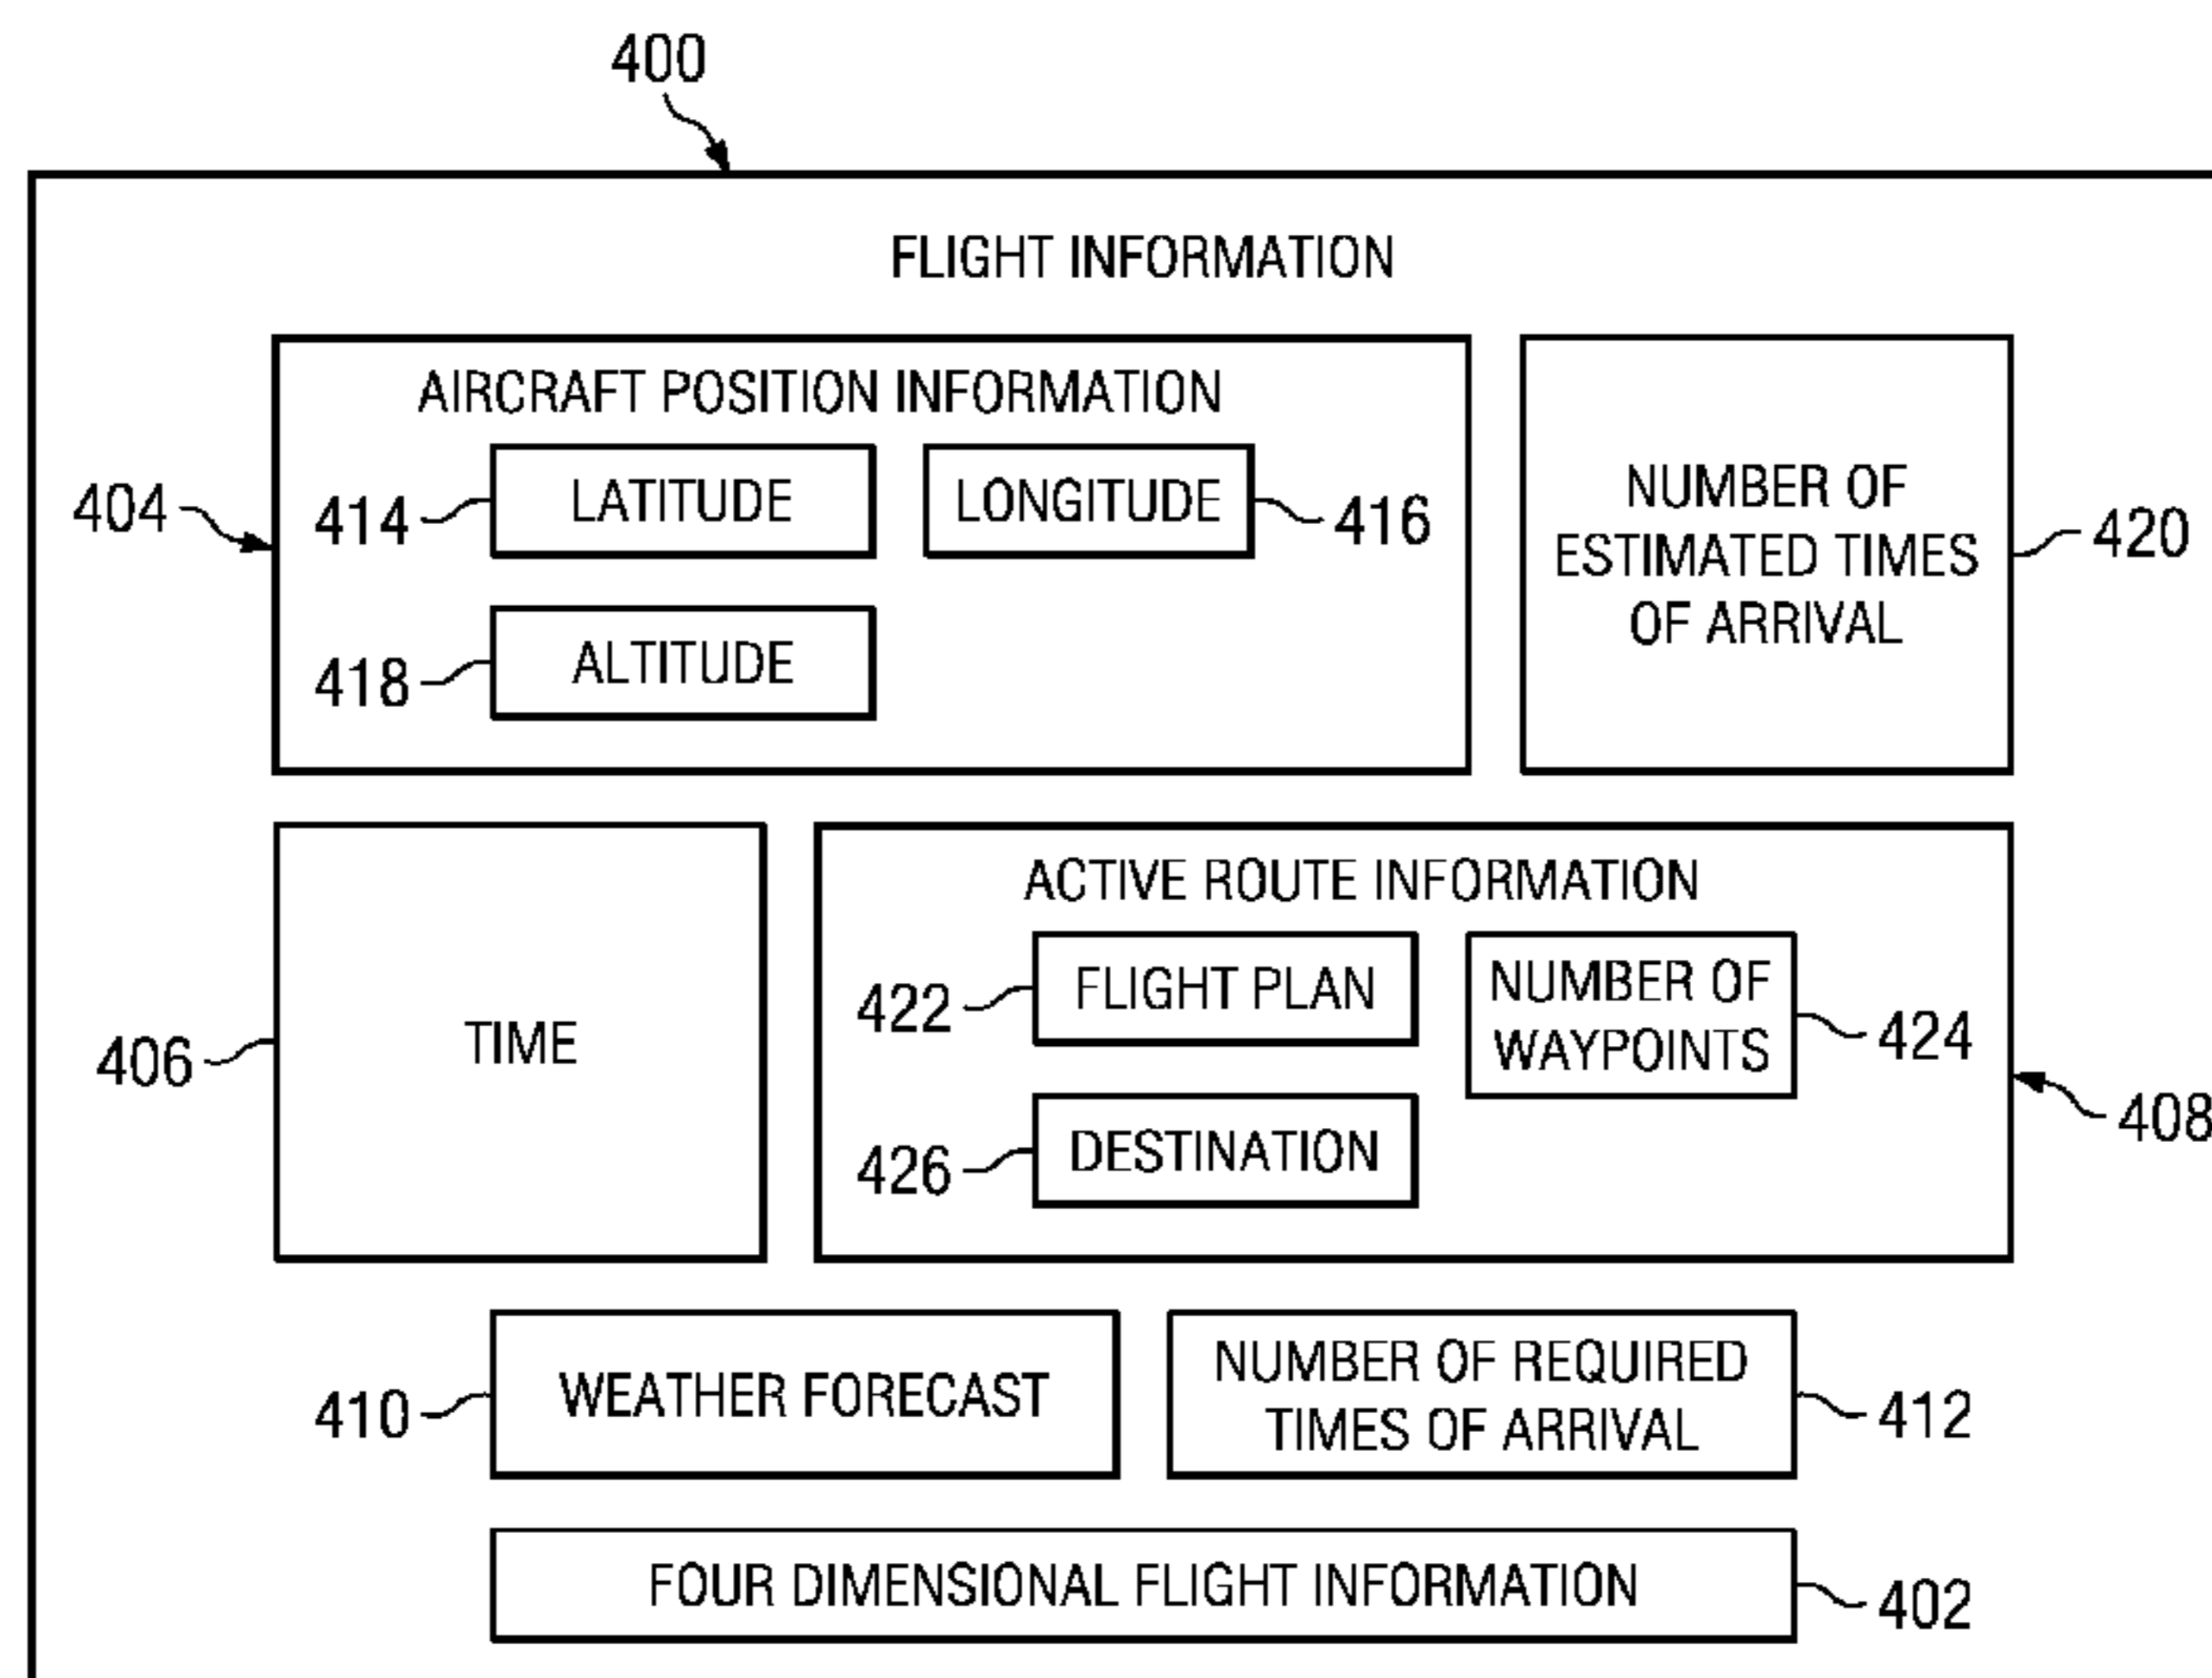 400
FLIGHT INFORMATION
AIRCRAFT POSITION INFORMATION
404
414
LATITUDE
LONGITUDE
416
418
ALTITUDE
NUMBER OF
ESTIMATED TIMES
OF ARRIVAL
420
406
TIME
ACTIVE ROUTE INFORMATION
422
FLIGHT PLAN
NUMBER OF
WAYPOINTS
424
426
DESTINATION
408
410
WEATHER FORECAST
NUMBER OF REQUIRED
TIMES OF ARRIVAL
412
FOUR DIMENSIONAL FLIGHT INFORMATION
402